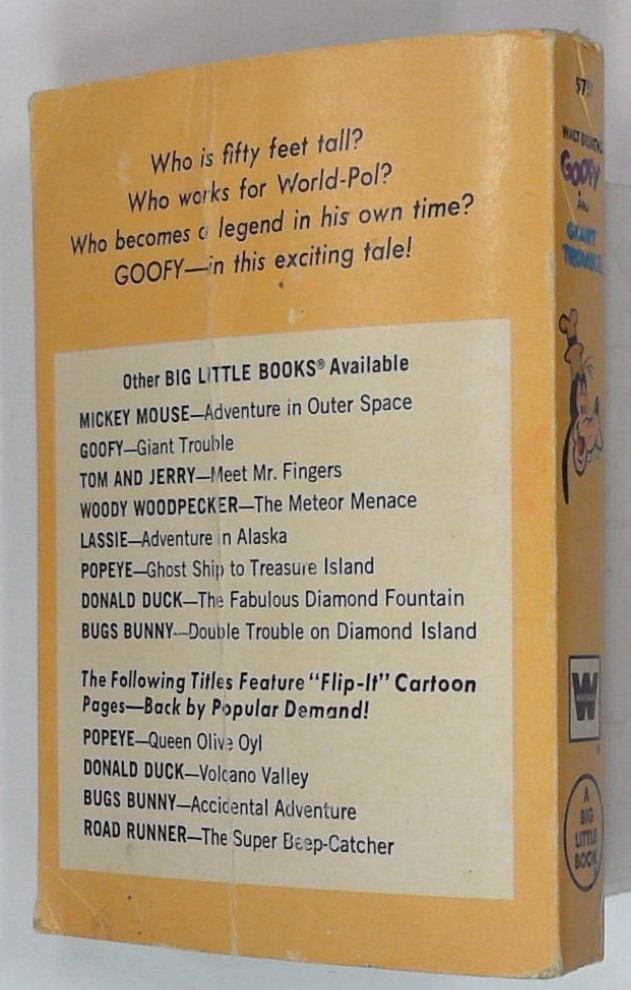 Who is fifty feet tall?
Who works for World-Pol?
Who becomes a legend in his own time?
GOOFY—in this exciting tale!
Other BIG LITTLE BOOKS® Available
MICKEY MOUSE—Adventure in Outer Space
GOOFY—Giant Trouble
TOM AND JERRY—Meet Mr. Fingers
WOODY WOODPECKER—The Meteor Menace
LASSIE—Adventure in Alaska
POPEYE—Ghost Ship to Treasure Island
DONALD DUCK—The Fabulous Diamond Fountain
BUGS BUNNY—Double Trouble on Diamond Island
The Following Titles Feature "Flip-It" Cartoon
Pages—Back by Popular Demand!
POPEYE—Queen Olive Oyl
DONALD DUCK—Volcano Valley
BUGS BUNNY—Accidental Adventure
ROAD RUNNER—The Super Beep-Catcher
GOOFY
in
GIANT
TROUBLE
W
A
BIG
LITTLE
BOOK